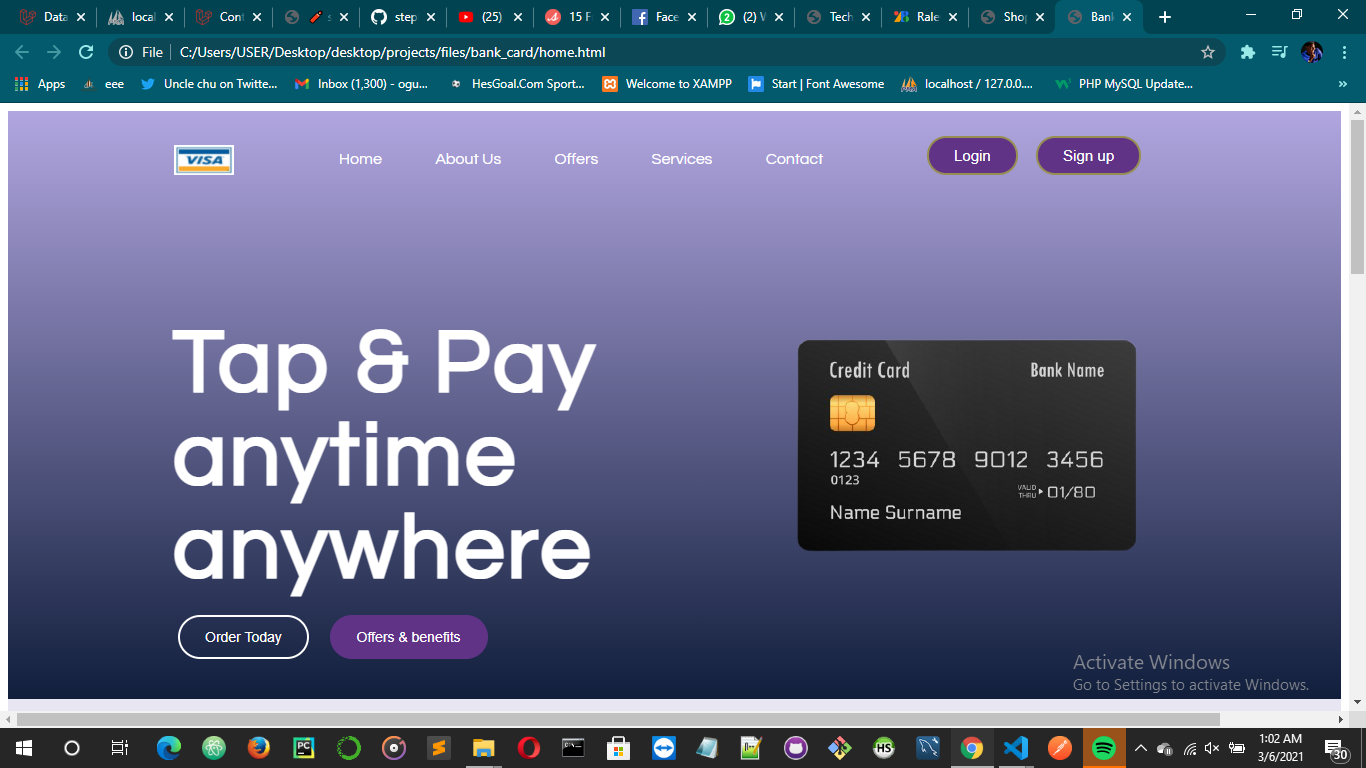 Data
local
Cont
s
step
(25)
15 F
Face
(2) W
Tech
Rale
Shop
Bank
File
C:/Users/USER/Desktop/desktop/projects/files/bank_card/home.html
Apps
eee
Uncle chu on Twitte...
Inbox (1,300) - ogu...
HesGoal.Com Sport...
Welcome to XAMPP
Start | Font Awesome
localhost / 127.0.0....
PHP MySQL Update...
»
VISA
Home
About Us
Offers
Services
Contact
Login
Sign up
Tap & Pay
anytime
anywhere
Order Today
Offers & benefits
Credit Card
Bank Name
1234 5678 9012 3456
0123
VALID
THRU
01/80
Name Surname
Activate Windows
Go to Settings to activate Windows.
PC
HS
1:02 AM
3/6/2021
30